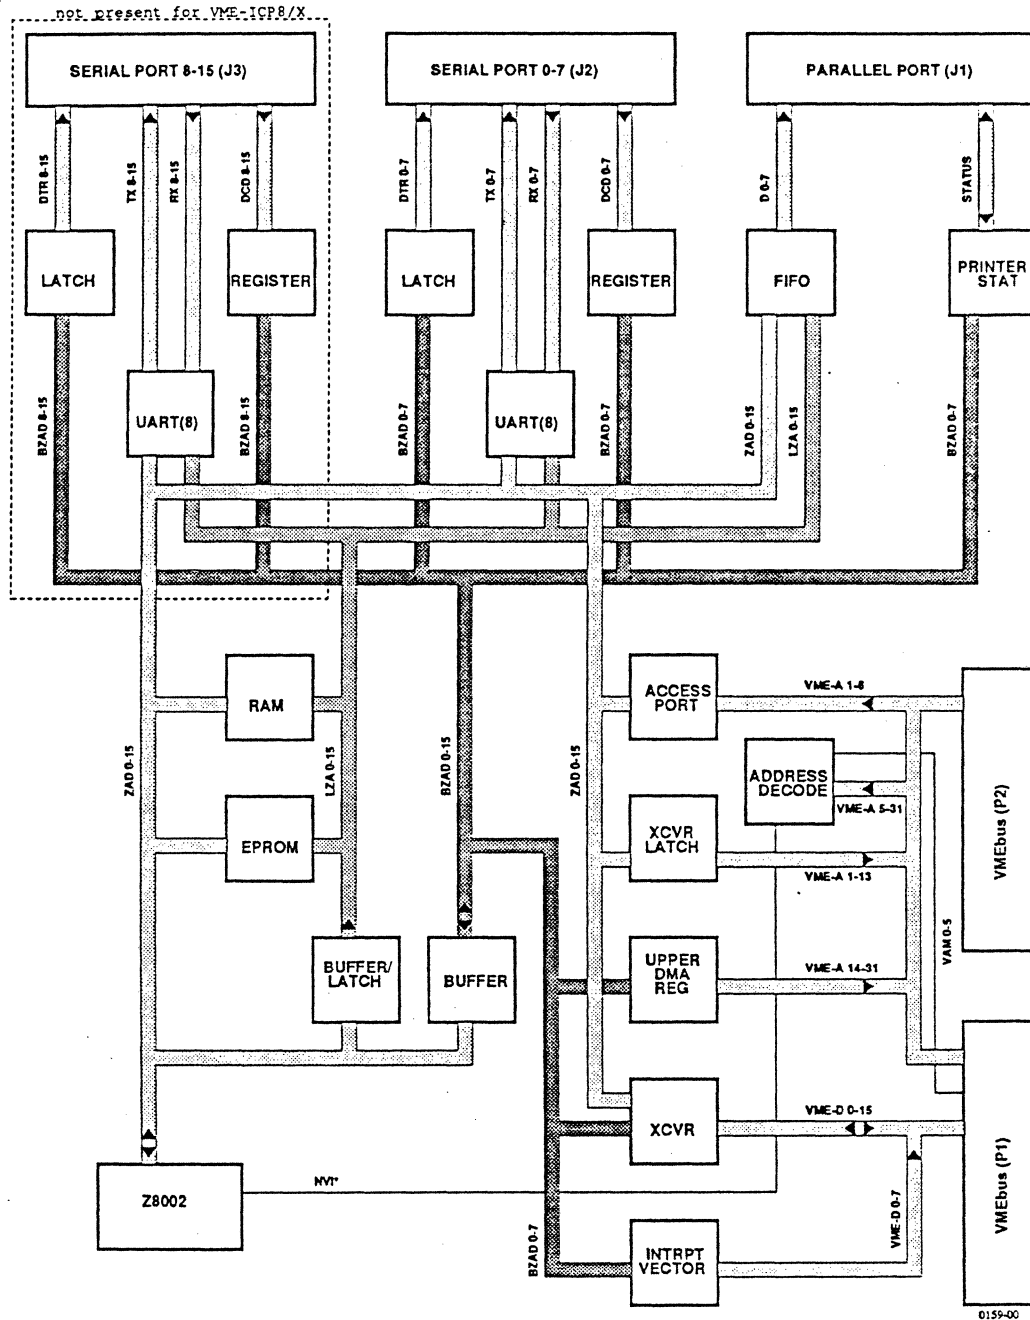 not present for VME-ICP8/X
SERIAL PORT 8-15 (J3)
SERIAL PORT 0-7 (J2)
PARALLEL PORT (J1)
DTR 8-15
TX 8-15
RX 8-15
DCD 8-15
DTR 0-7
TX 0-7
RX 0-7
DCD 0-7
D 0-7
STATUS
LATCH
REGISTER
LATCH
REGISTER
FIFO
PRINTER
STAT
UART(8)
UART(8)
BZAD 8-15
BZAD 8-15
BZAD 0-7
BZAD 0-7
ZAD 0-15
LZA 0-15
BZAD 0-7
RAM
EPROM
ZAD 0-15
LZA 0-15
BZAD 0-15
ZAD 0-15
ACCESS
PORT
VME-A 1-6
ADDRESS
DECODE
VME-A 5-31
XCVR
LATCH
VME-A 1-13
VMEbus (P2)
BUFFER/
LATCH
BUFFER
UPPER
DMA
REG
VME-A 14-31
VAM 0-5
XCVR
VME-D 0-15
VMEbus (P1)
Z8002
NVI*
BZAD 0-7
INTRPT
VECTOR
VME-D 0-7
0159-00